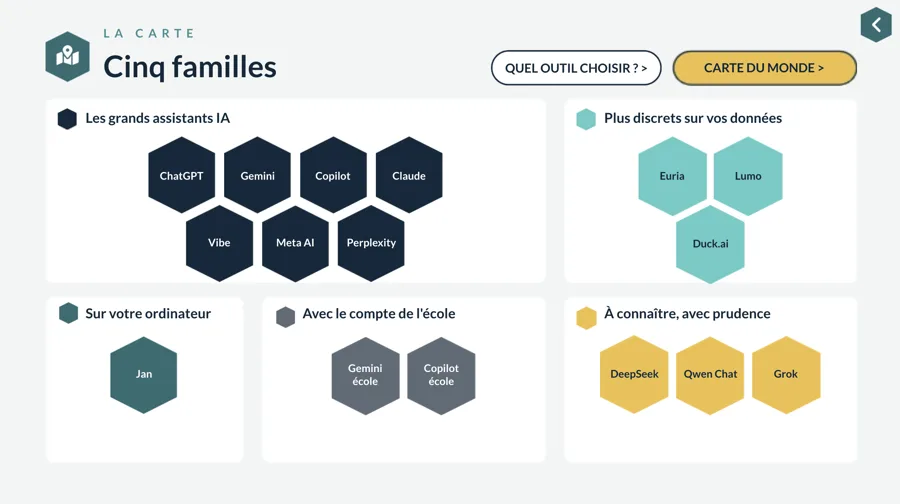 LA CARTE
Cinq familles
QUEL OUTIL CHOISIR ? >
CARTE DU MONDE >
Les grands assistants IA
ChatGPT
Gemini
Copilot
Claude
Vibe
Meta AI
Perplexity
Plus discrets sur vos données
Euria
Lumo
Duck.ai
Sur votre ordinateur
Jan
Avec le compte de l'école
Gemini
école
Copilot
école
À connaître, avec prudence
DeepSeek
Qwen Chat
Grok